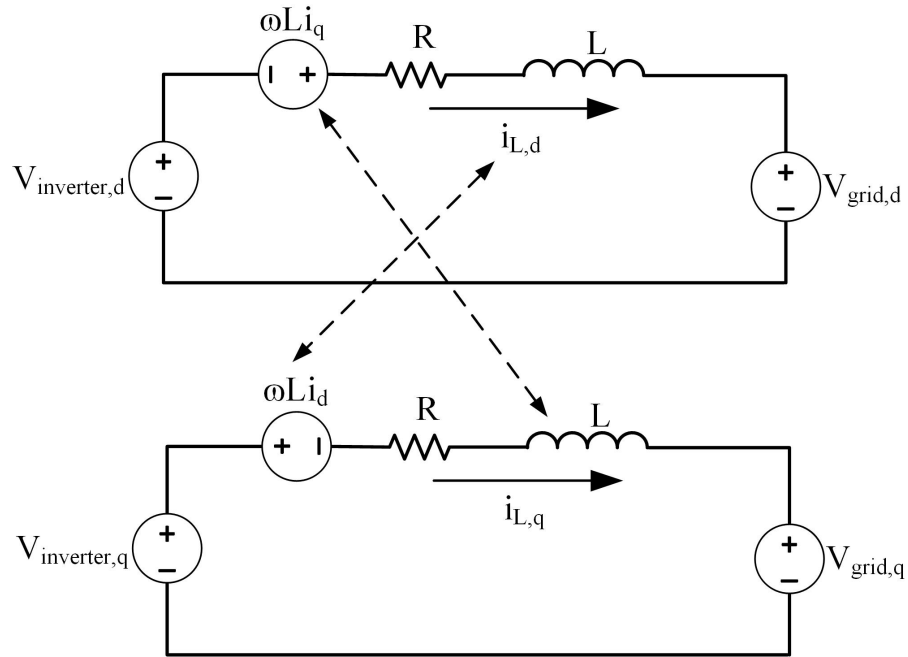 ωLi_q
R
L
i_L,d
V_inverter,d
V_grid,d
ωLi_d
R
L
i_L,q
V_inverter,q
V_grid,q